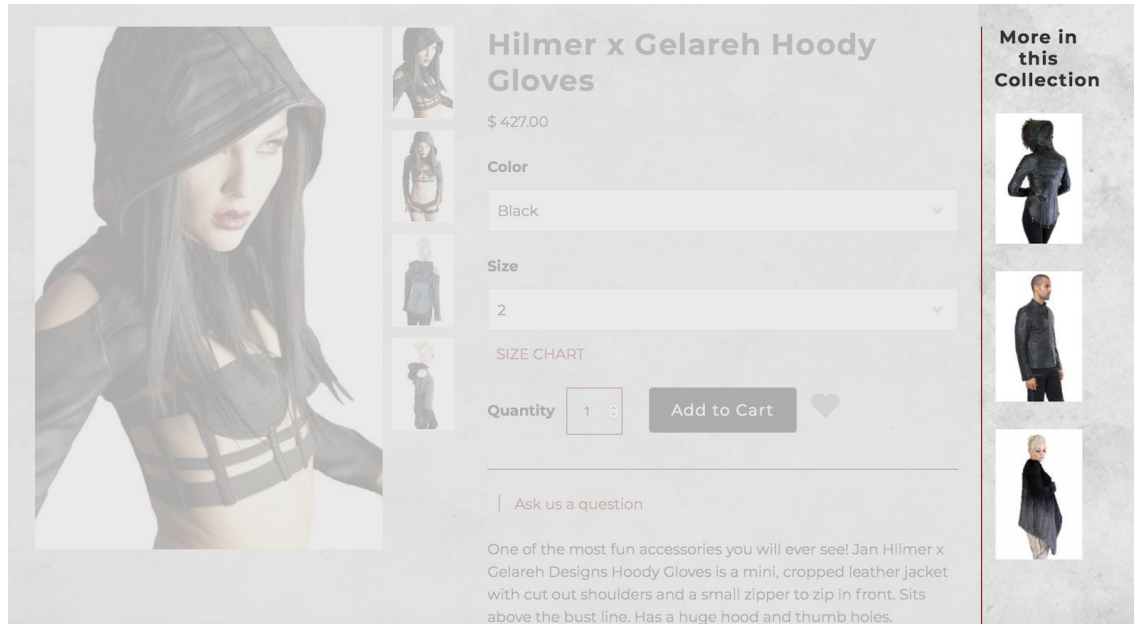 Hilmer x Gelareh Hoody
Gloves
$ 427.00
Color
Black
Size
2
SIZE CHART
Quantity 1 Add to Cart
Ask us a question
One of the most fun accessories you will ever see! Jan Hilmer x
Gelareh Designs Hoody Gloves is a mini, cropped leather jacket
with cut out shoulders and a small zipper to zip in front. Sits
above the bust line. Has a huge hood and thumb holes.
More in
this
Collection